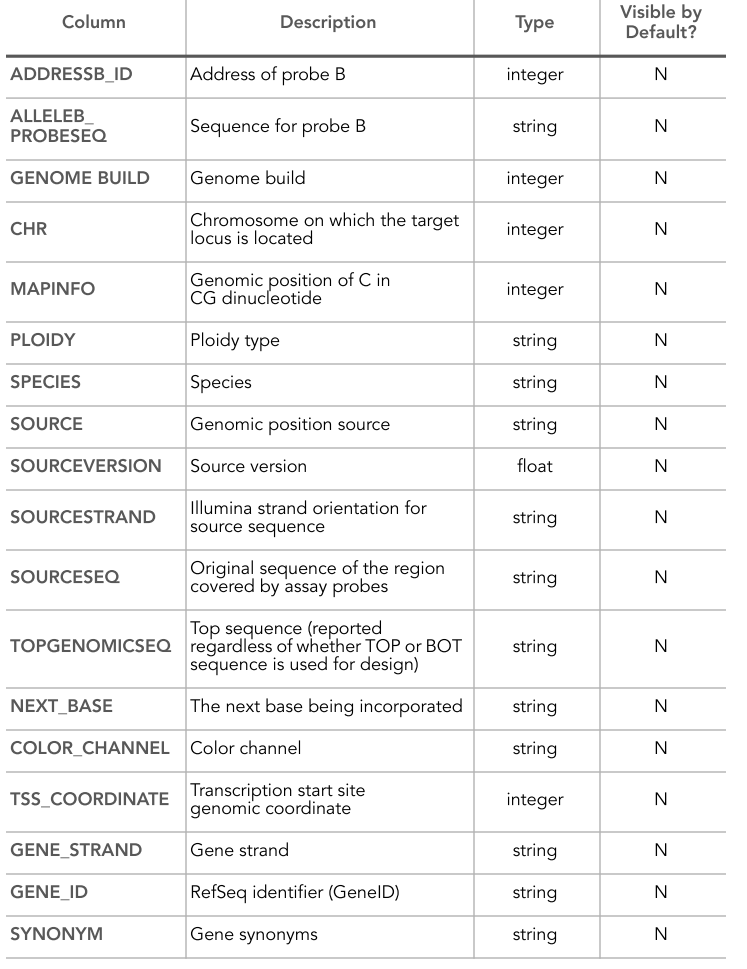 Column Description Type Visible by
Default?
ADDRESSB_ID Address of probe B integer N
ALLELEB_
PROBESEQ Sequence for probe B string N
GENOME BUILD Genome build integer N
CHR Chromosome on which the target
locus is located integer N
MAPINFO Genomic position of C in
CG dinucleotide integer N
PLOIDY Ploidy type string N
SPECIES Species string N
SOURCE Genomic position source string N
SOURCEVERSION Source version float N
SOURCESTRAND Illumina strand orientation for
source sequence string N
SOURCESEQ Original sequence of the region
covered by assay probes string N
TOPGENOMICSEQ Top sequence (reported
regardless of whether TOP or BOT
sequence is used for design) string N
NEXT_BASE The next base being incorporated string N
COLOR_CHANNEL Color channel string N
TSS_COORDINATE Transcription start site
genomic coordinate integer N
GENE_STRAND Gene strand string N
GENE_ID RefSeq identifier (GeneID) string N
SYNONYM Gene synonyms string N